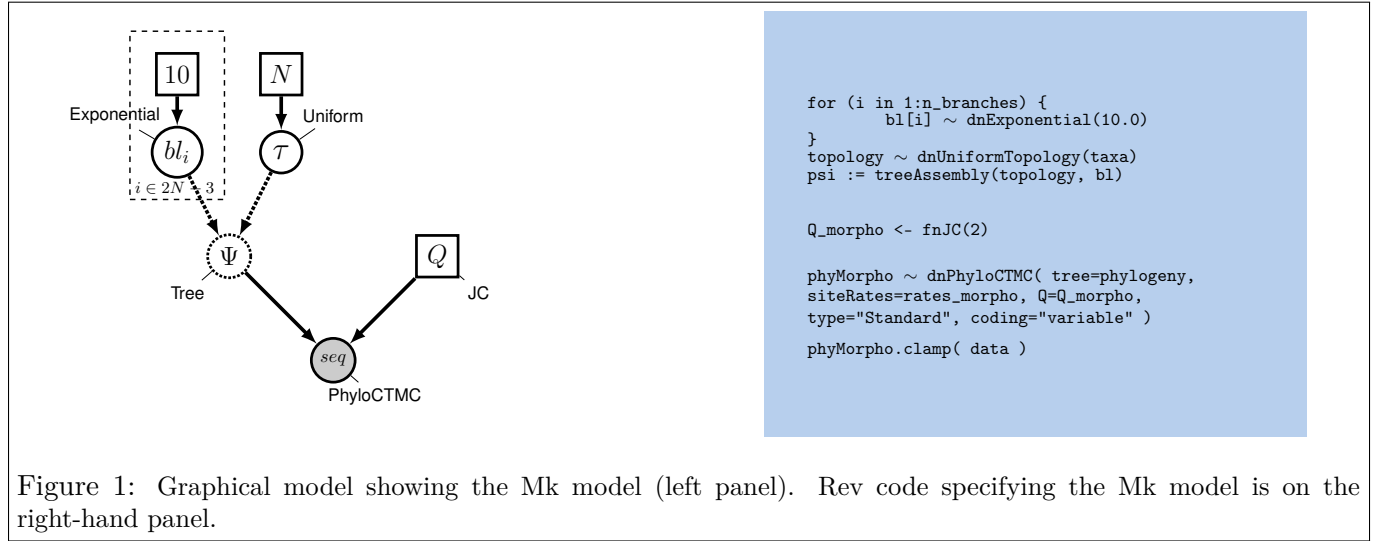 10
N
Exponential
Uniform
bl_i
τ
i ∈ 2N − 3
Ψ
Q
Tree
JC
seq
PhyloCTMC
for (i in 1:n_branches) {
bl[i] ∼ dnExponential(10.0)
}
topology ∼ dnUniformTopology(taxa)
psi := treeAssembly(topology, bl)
Q_morpho <- fnJC(2)
phyMorpho ∼ dnPhyloCTMC( tree=phylogeny,
siteRates=rates_morpho, Q=Q_morpho,
type="Standard", coding="variable" )
phyMorpho.clamp( data )
Figure 1: Graphical model showing the Mk model (left panel). Rev code specifying the Mk model is on the
right-hand panel.